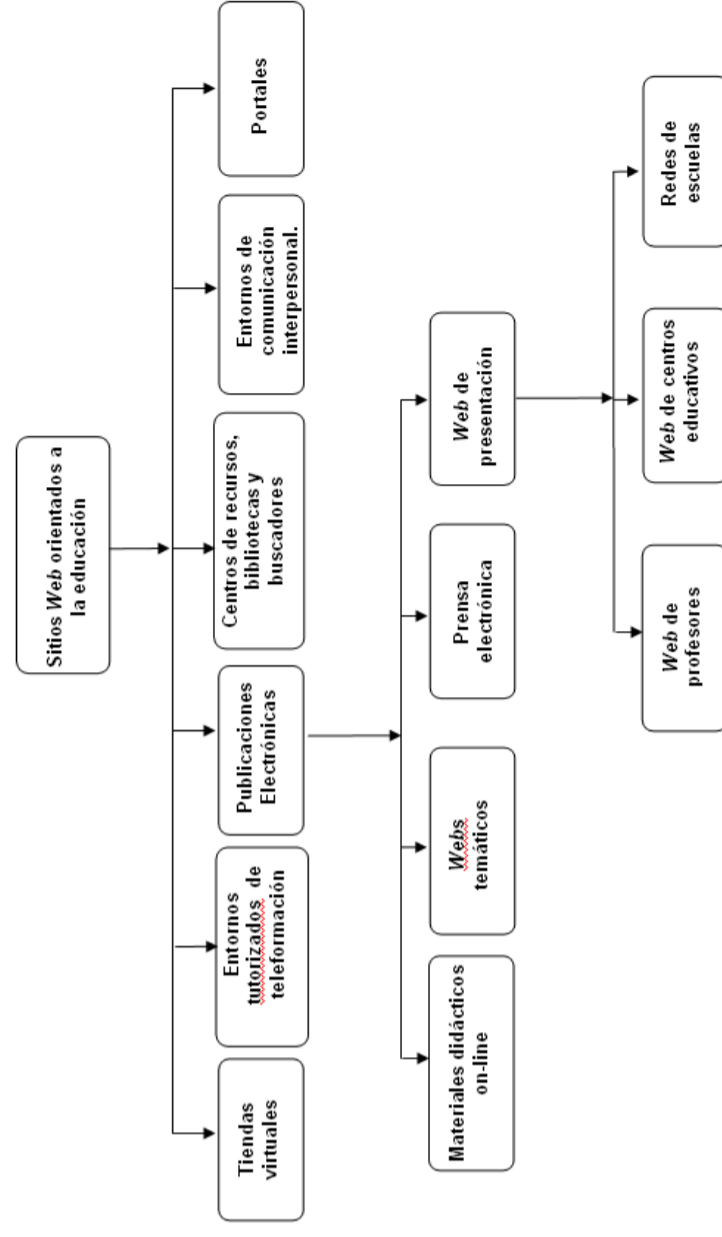 Sitios Web orientados a
la educación
Tiendas
virtuales
Entornos
tutorizados de
teleformación
Publicaciones
Electrónicas
Centros de recursos,
bibliotecas y
buscadores
Entornos de
comunicación
interpersonal.
Portales
Materiales didácticos
on-line
Webs
temáticos
Prensa
electrónica
Web de
presentación
Web de
profesores
Web de centros
educativos
Redes de
escuelas